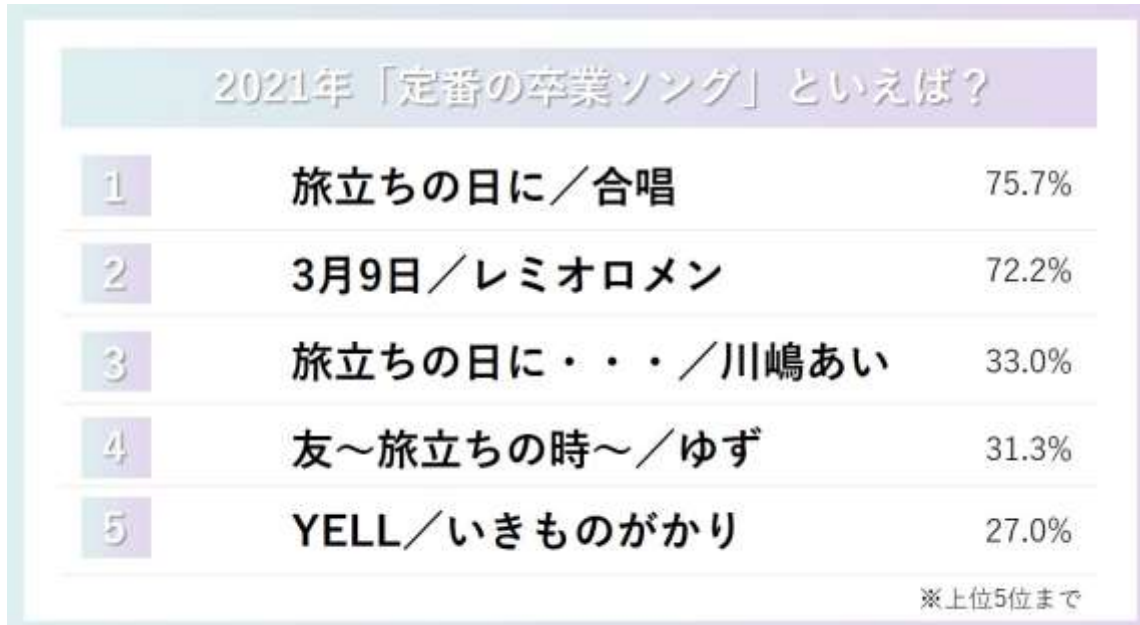 2021年「定番の卒業ソング」といえば？
1 旅立ちの日に／合唱 75.7%
2 3月9日／レミオロメン 72.2%
3 旅立ちの日に・・・／川嶋あい 33.0%
4 友～旅立ちの時～／ゆず 31.3%
5 YELL／いきものがかり 27.0%
※上位5位まで